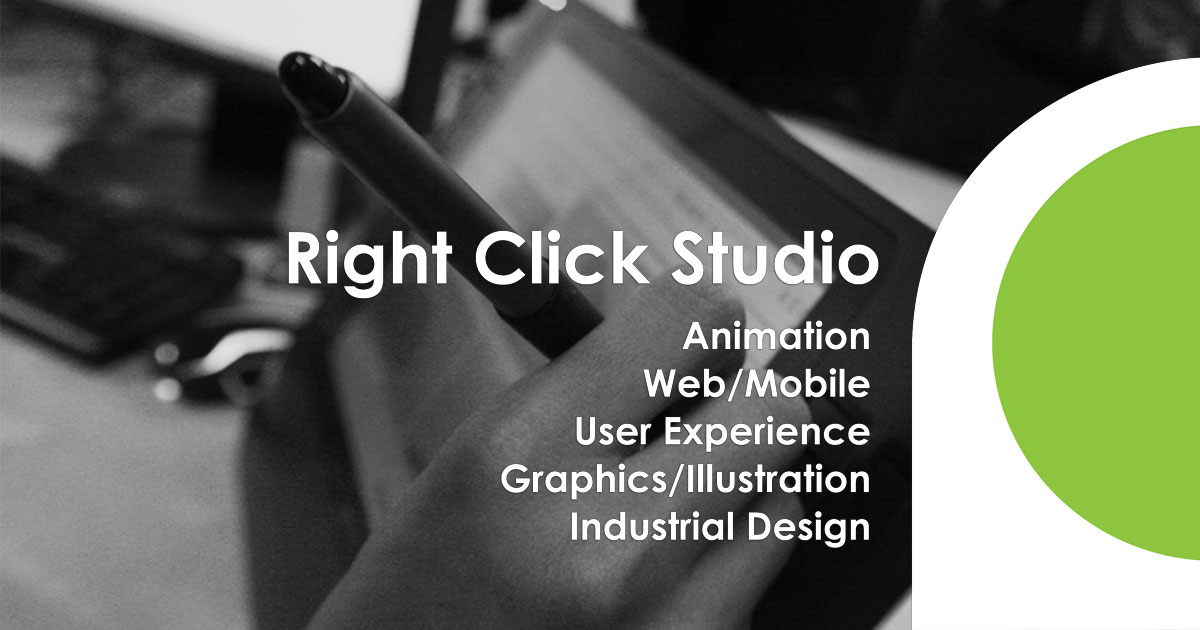 Right Click Studio
Animation
Web/Mobile
User Experience
Graphics/Illustration
Industrial Design